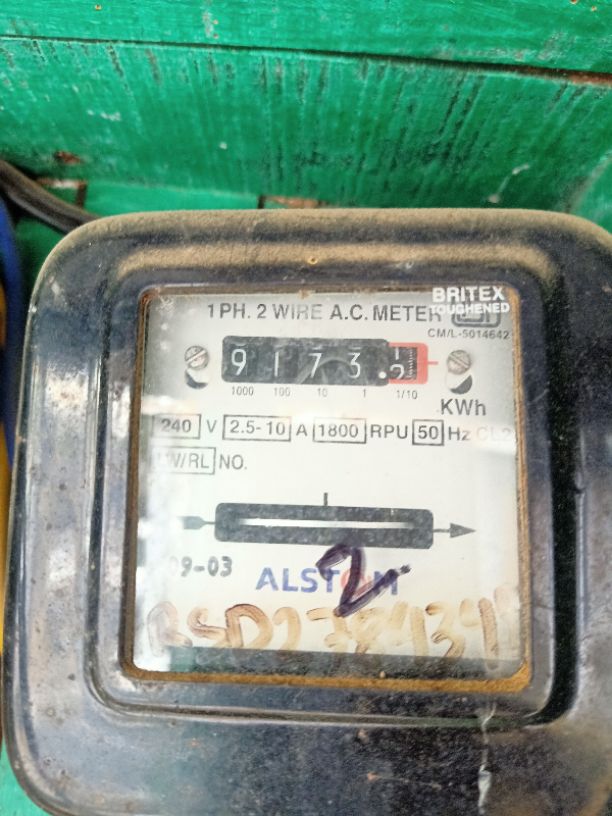 BRITEX
TOUGHENED
1 PH. 2 WIRE A.C. METER
CM/L-5014642
9 1 7 3 . 2
1000 100 10 1 1/10
KWh
240 V 2.5-10 A 1800 RPU 50 Hz CL2
NO.
09-03
ALSTOM
2